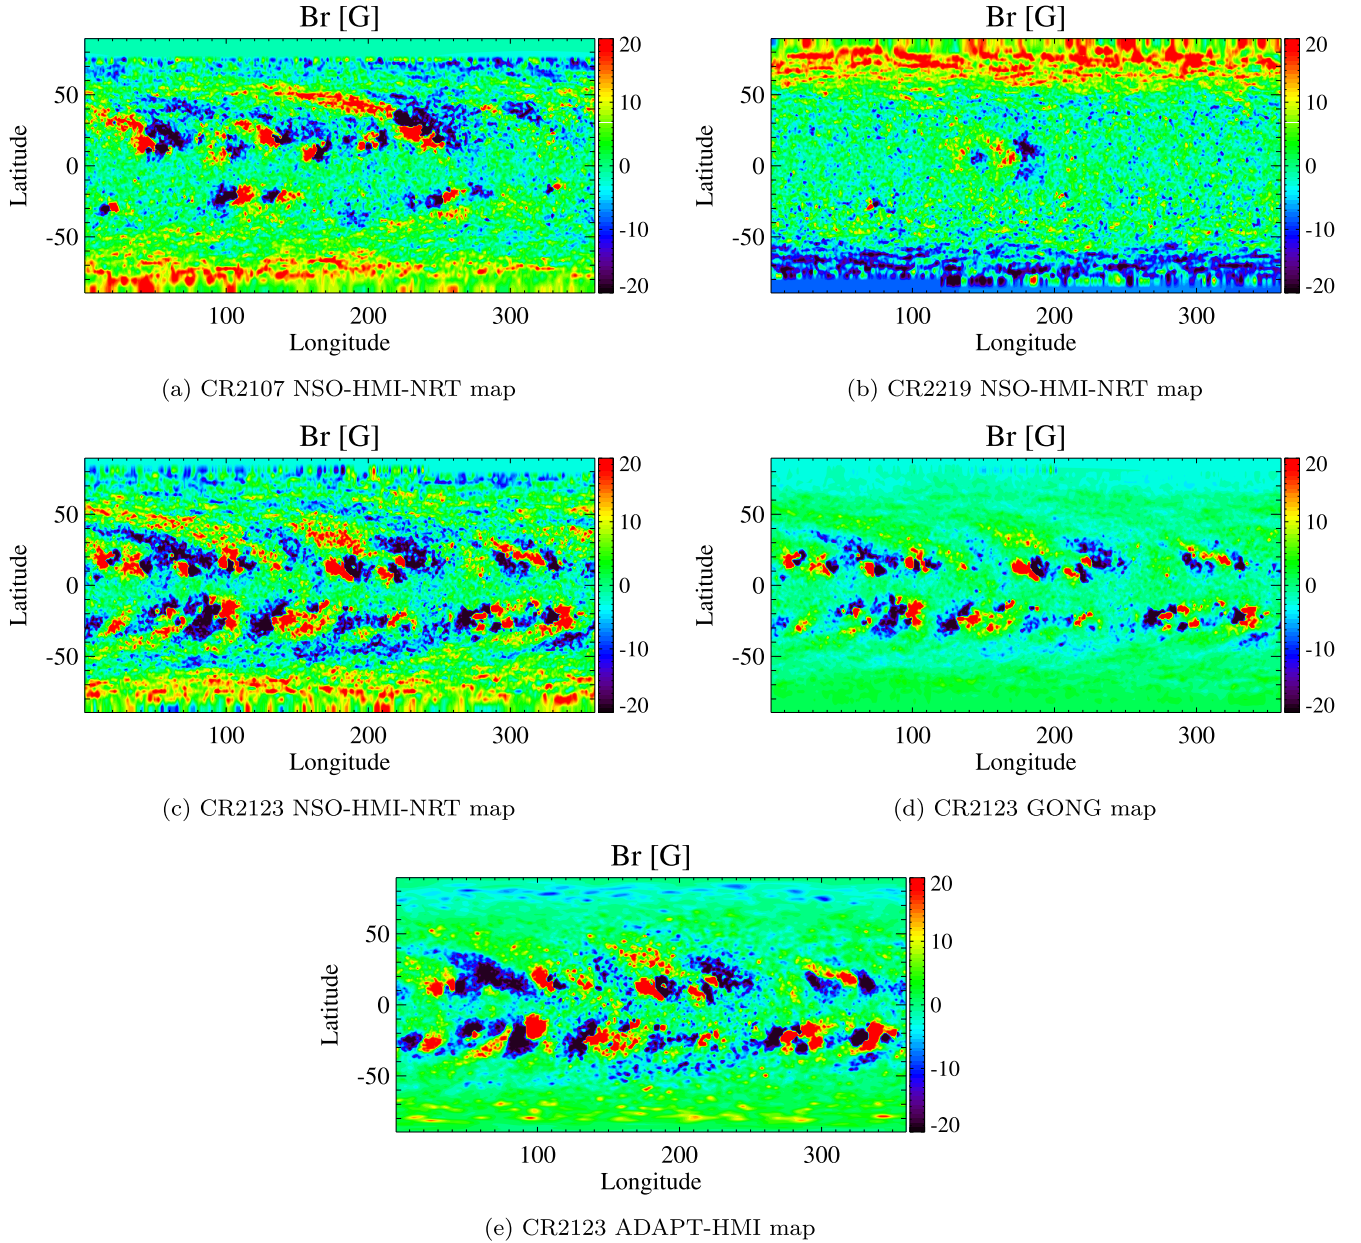 Br [G]
50
0
-50
Latitude
100 200 300
Longitude
20
10
0
-10
-20
(a) CR2107 NSO-HMI-NRT map
Br [G]
50
0
-50
Latitude
100 200 300
Longitude
20
10
0
-10
-20
(b) CR2219 NSO-HMI-NRT map
Br [G]
50
0
-50
Latitude
100 200 300
Longitude
20
10
0
-10
-20
(c) CR2123 NSO-HMI-NRT map
Br [G]
50
0
-50
Latitude
100 200 300
Longitude
20
10
0
-10
-20
(d) CR2123 GONG map
Br [G]
50
0
-50
Latitude
100 200 300
Longitude
20
10
0
-10
-20
(e) CR2123 ADAPT-HMI map